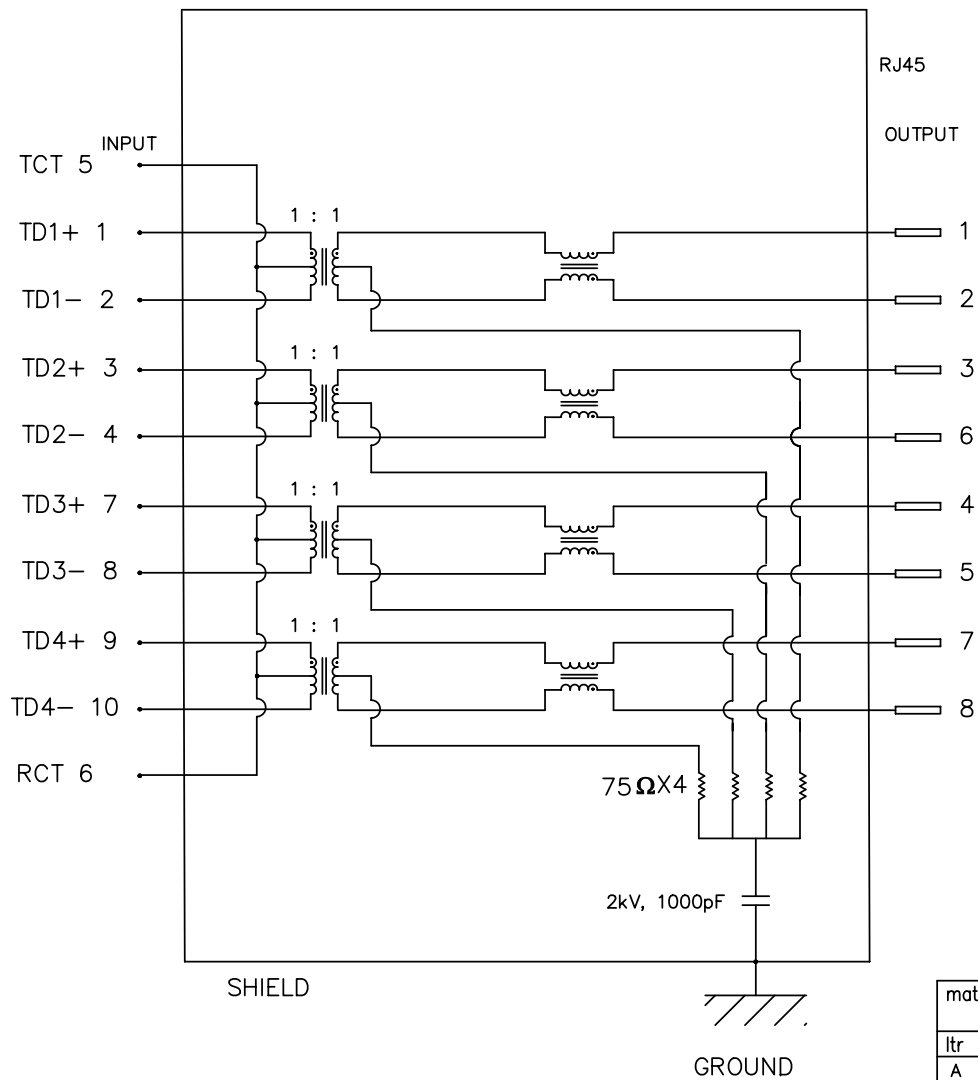 RJ45
INPUT
OUTPUT
TCT 5
1 : 1
TD1+ 1
1
TD1- 2
2
1 : 1
TD2+ 3
3
TD2- 4
6
1 : 1
TD3+ 7
4
TD3- 8
5
1 : 1
TD4+ 9
7
TD4- 10
8
RCT 6
75ΩX4
2kV, 1000pF
SHIELD
mat
ltr
GROUND
A